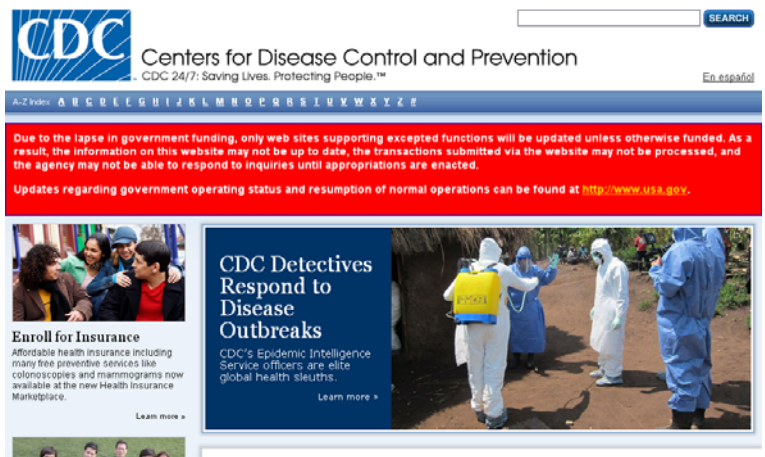 SEARCH
CDC
Centers for Disease Control and Prevention
CDC 24/7: Saving Lives. Protecting People.™
En español
A-Z Index A B C D E F G H I J K L M N O P Q R S T U V W X Y Z #
Due to the lapse in government funding, only web sites supporting excepted functions will be updated unless otherwise funded. As a
result, the information on this website may not be up to date, the transactions submitted via the website may not be processed, and
the agency may not be able to respond to inquiries until appropriations are enacted.
Updates regarding government operating status and resumption of normal operations can be found at http://www.usa.gov.
CDC Detectives
Respond to
Disease
Outbreaks
CDC's Epidemic Intelligence
Service officers are elite
global health sleuths.
Learn more »
Enroll for Insurance
Affordable health insurance including
many free preventive services like
colonoscopies and mammograms now
available at the new Health Insurance
Marketplace.
Learn more »